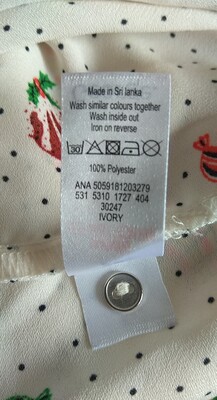 Made in Sri lanka
Wash similar colours together
Wash inside out
Iron on reverse
30
100% Polyester
ANA 5059181203279
531 5310 1727 404
30247
IVORY